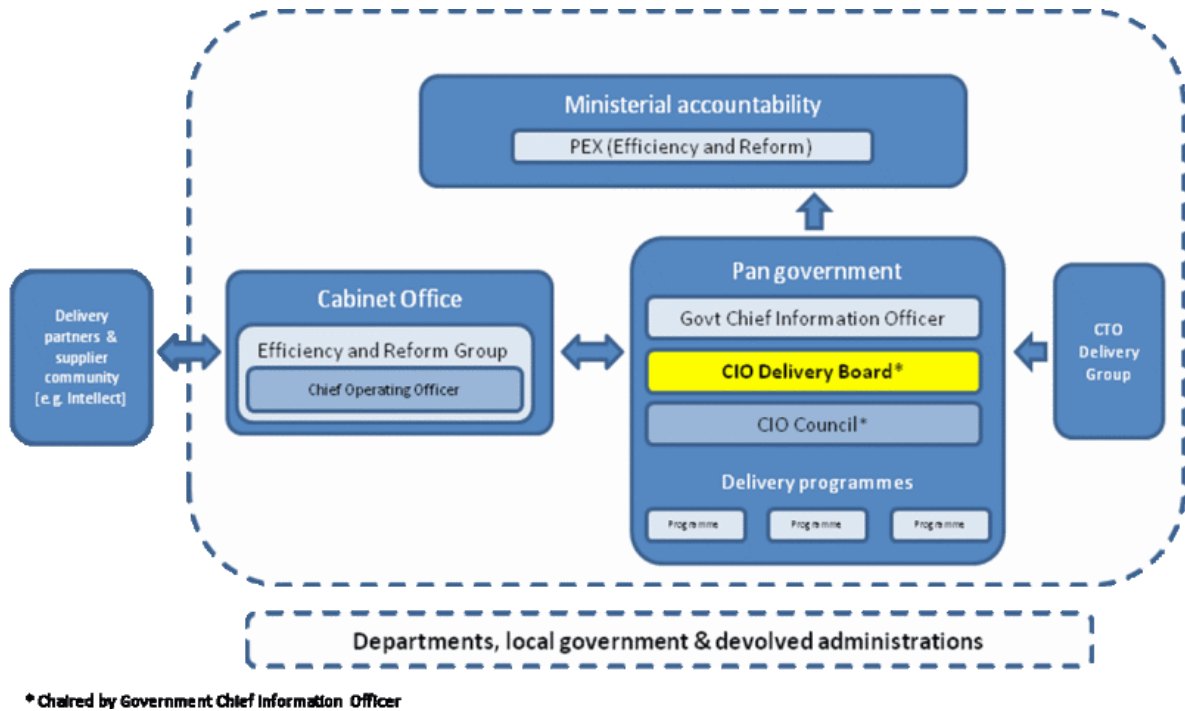 Ministerial accountability
PEX (Efficiency and Reform)
Delivery
partners &
supplier
community
[e.g. Intellect]
Cabinet Office
Efficiency and Reform Group
Chief Operating Officer
Pan government
Govt Chief Information Officer
CIO Delivery Board*
CIO Council*
Delivery programmes
Programme
Programme
Programme
CTO
Delivery
Group
Departments, local government & devolved administrations
* Chaired by Government Chief Information Officer